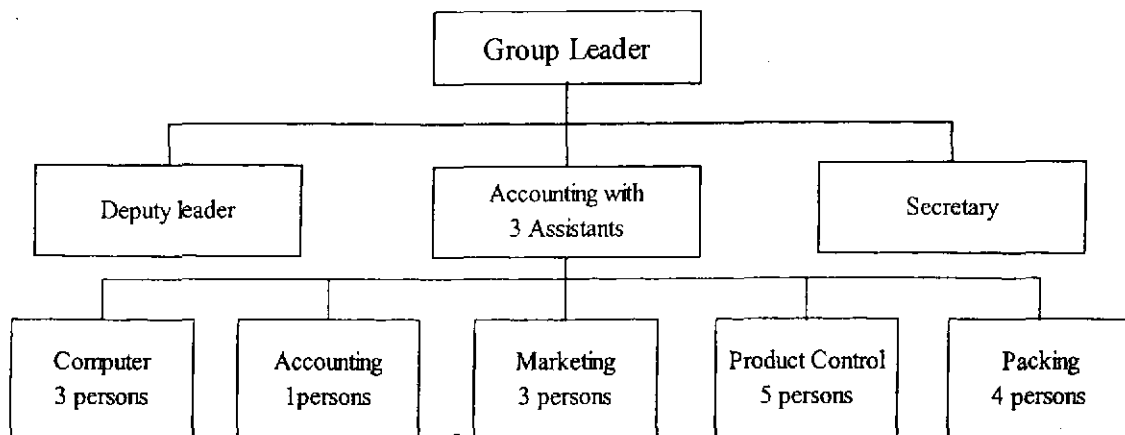 Group Leader
Deputy leader
Accounting with
3 Assistants
Secretary
Computer
3 persons
Accounting
1persons
Marketing
3 persons
Product Control
5 persons
Packing
4 persons